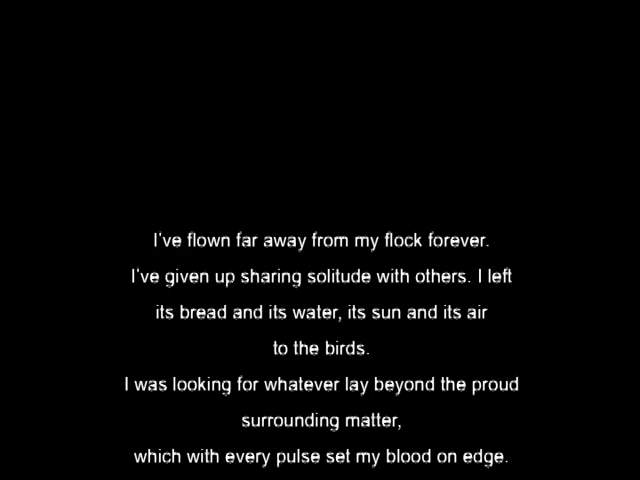 I've flown far away from my flock forever.
I've given up sharing solitude with others. I left
its bread and its water, its sun and its air
to the birds.
I was looking for whatever lay beyond the proud
surrounding matter,
which with every pulse set my blood on edge.